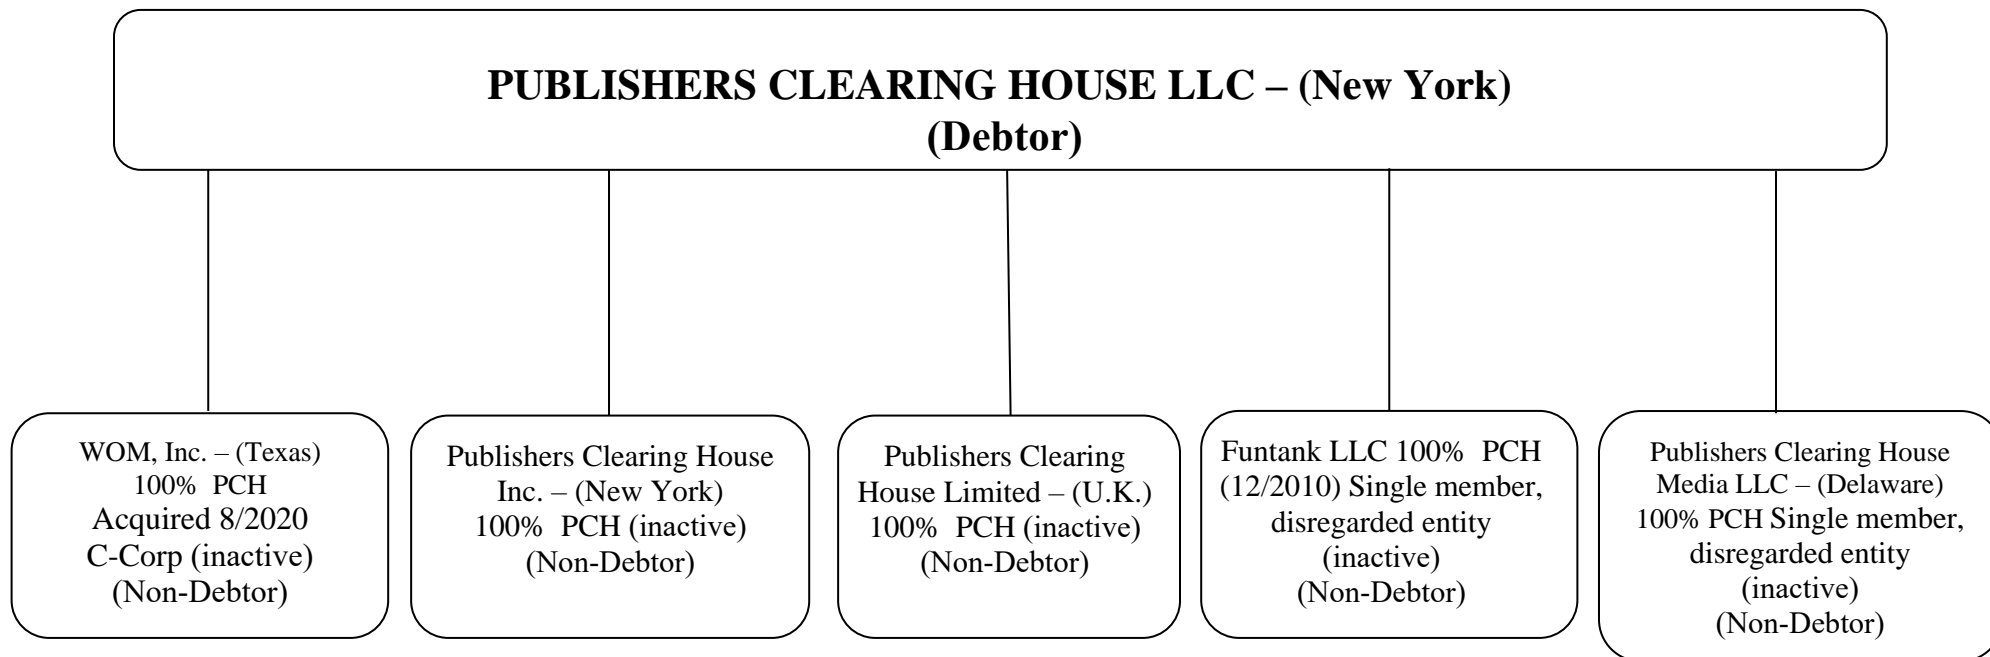 PUBLISHERS CLEARING HOUSE LLC – (New York)
(Debtor)
WOM, Inc. – (Texas)
100% PCH
Acquired 8/2020
C-Corp (inactive)
(Non-Debtor)
Publishers Clearing House
Inc. – (New York)
100% PCH (inactive)
(Non-Debtor)
Publishers Clearing
House Limited – (U.K.)
100% PCH (inactive)
(Non-Debtor)
Funtank LLC 100% PCH
(12/2010) Single member,
disregarded entity
(inactive)
(Non-Debtor)
Publishers Clearing House
Media LLC – (Delaware)
100% PCH Single member,
disregarded entity
(inactive)
(Non-Debtor)